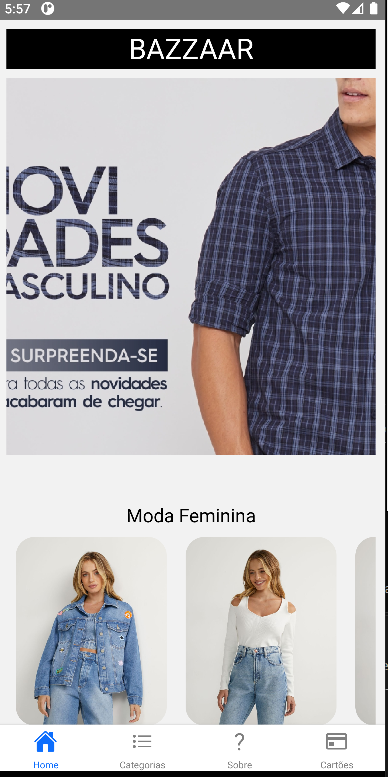 5:57
BAZZAAR
NOVI
DADES
MASCULINO
SURPREENDA-SE
ra todas as novidades
acabaram de chegar.
Moda Feminina
Home
Categorias
Sobre
Cartões